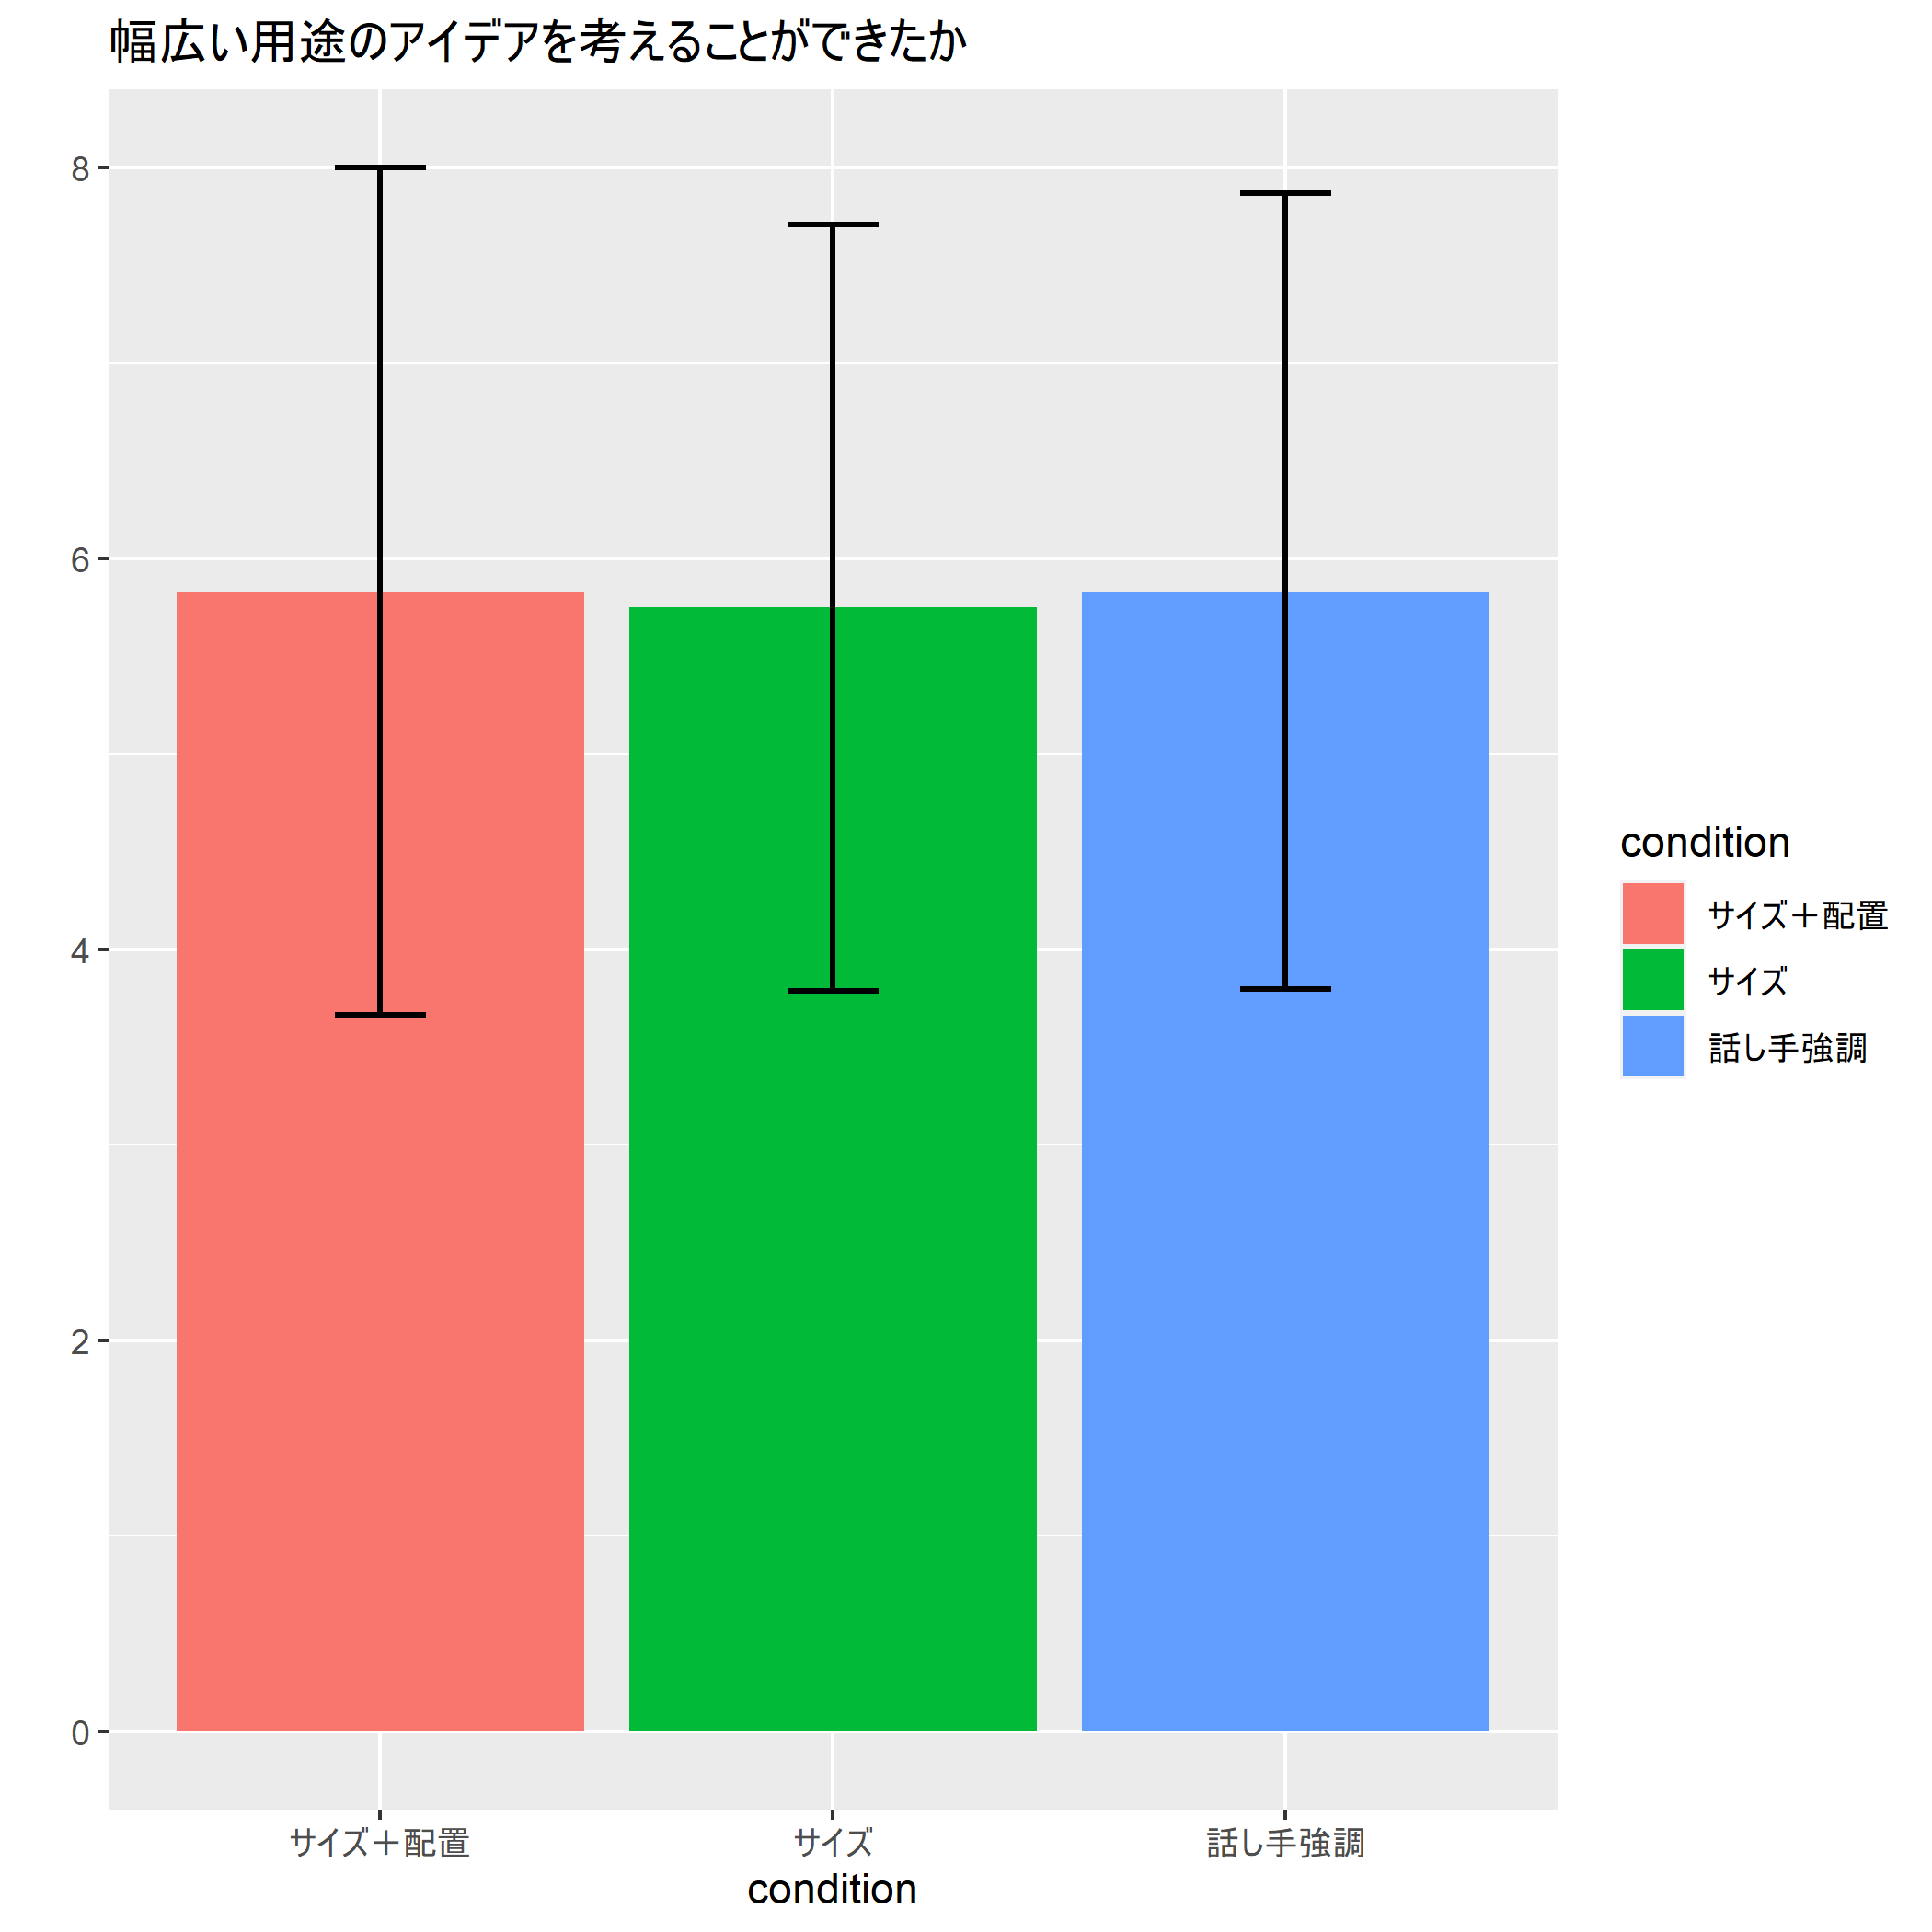 幅広い用途のアイデアを考えることができたか
8
6
4
2
0
サイズ＋配置
サイズ
話し手強調
condition
condition
サイズ＋配置
サイズ
話し手強調